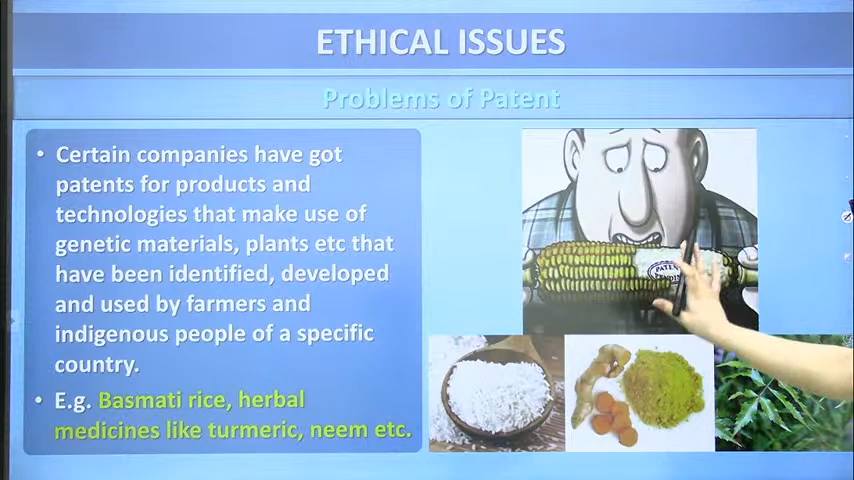 ETHICAL ISSUES
Problems of Patent
• Certain companies have got
patents for products and
technologies that make use of
genetic materials, plants etc that
have been identified, developed
and used by farmers and
indigenous people of a specific
country.
• E.g. Basmati rice, herbal
medicines like turmeric, neem etc.